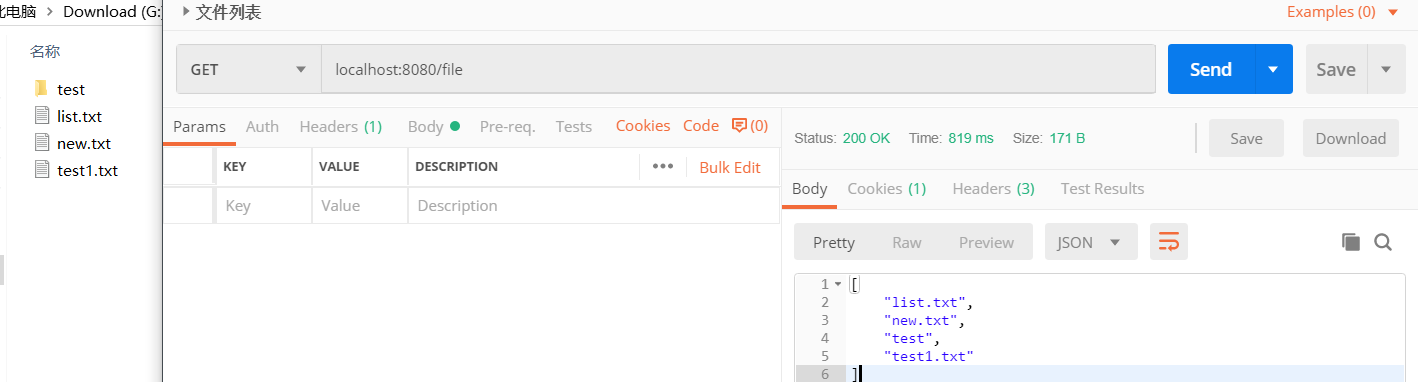 比电脑 > Download (G:)
名称
test
list.txt
new.txt
test1.txt
文件列表
Examples (0)
GET
localhost:8080/file
Send
Save
Params Auth Headers (1) Body Pre-req. Tests Cookies Code (0)
KEY VALUE DESCRIPTION ••• Bulk Edit
Key Value Description
Status: 200 OK Time: 819 ms Size: 171 B Save Download
Body Cookies (1) Headers (3) Test Results
Pretty Raw Preview JSON
1 [
2 "list.txt",
3 "new.txt",
4 "test",
5 "test1.txt"
6 ]